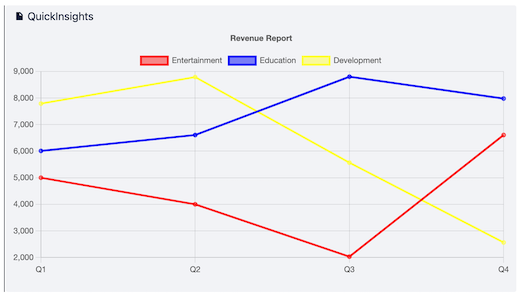 QuickInsights
Revenue Report
Entertainment Education Development
9,000
8,000
7,000
6,000
5,000
4,000
3,000
2,000
Q1 Q2 Q3 Q4